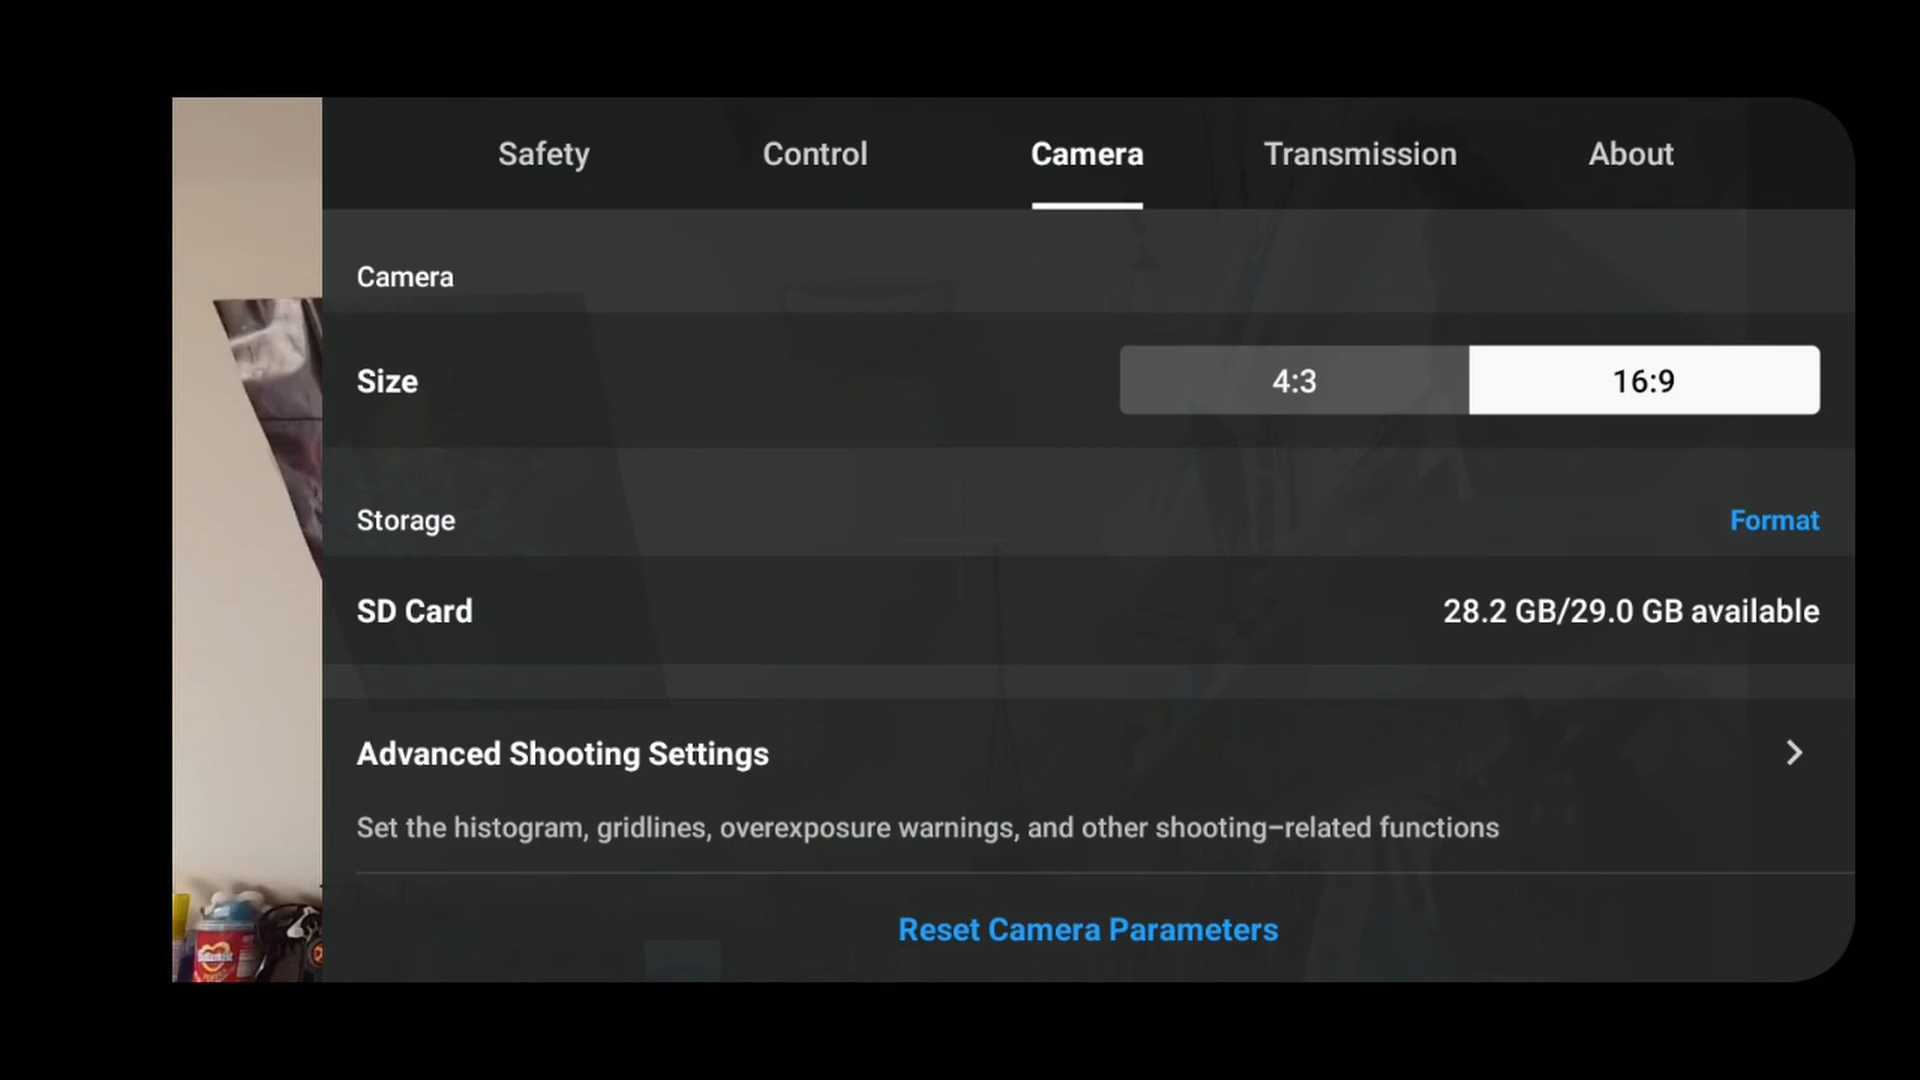 Safety Control Camera Transmission About
Camera
Size 4:3 16:9
Storage Format
SD Card 28.2 GB/29.0 GB available
Advanced Shooting Settings
Set the histogram, gridlines, overexposure warnings, and other shooting-related functions
Reset Camera Parameters